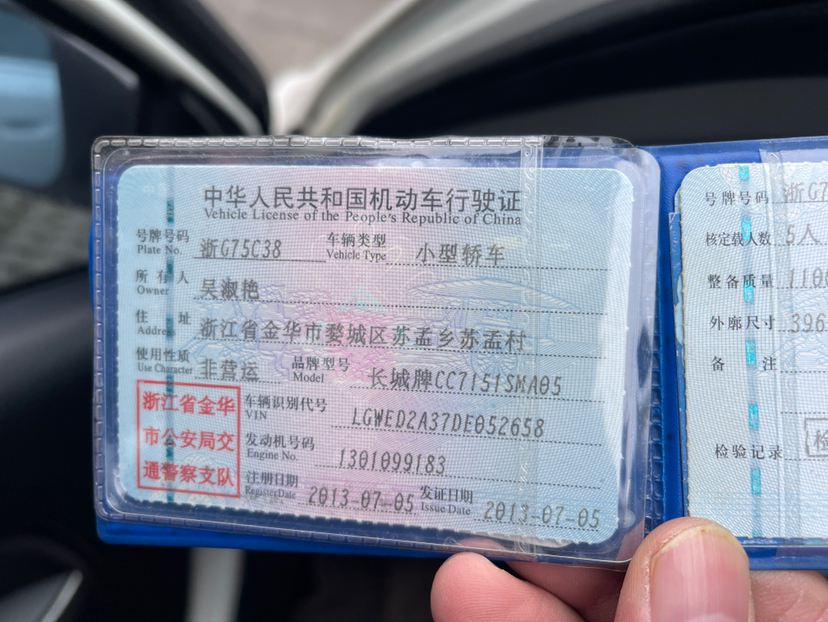 中华人民共和国机动车行驶证
Vehicle License of the People's Republic of China
号牌号码 浙G75C38 车辆类型 小型轿车
Plate No. Vehicle Type
所有人 吴淑艳
Owner
住址 浙江省金华市婺城区苏孟乡苏孟村
Address
使用性质 非营运 品牌型号 长城牌CC7151SMA05
Use Character Model
浙江省金华
市公安局交
通警察支队
车辆识别代号 LGWED2A37DE052658
VIN
发动机号码 1301099183
Engine No.
注册日期 2013-07-05 发证日期 2013-07-05
Register Date Issue Date
号牌号码 浙G7
核定载人数 5人
整备质量 110
外廓尺寸 396
备注
检验记录 检